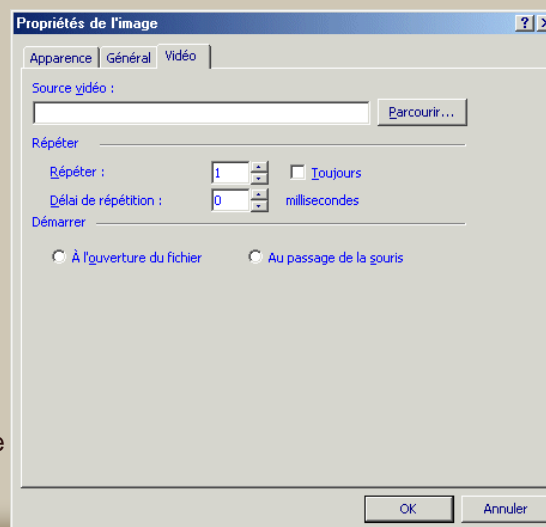 Propriétés de l'image
Apparence Général Vidéo
Source vidéo :
Parcourir...
Répéter
Répéter : 1 Toujours
Délai de répétition : 0 millisecondes
Démarrer
À l'ouverture du fichier Au passage de la souris
e
OK Annuler